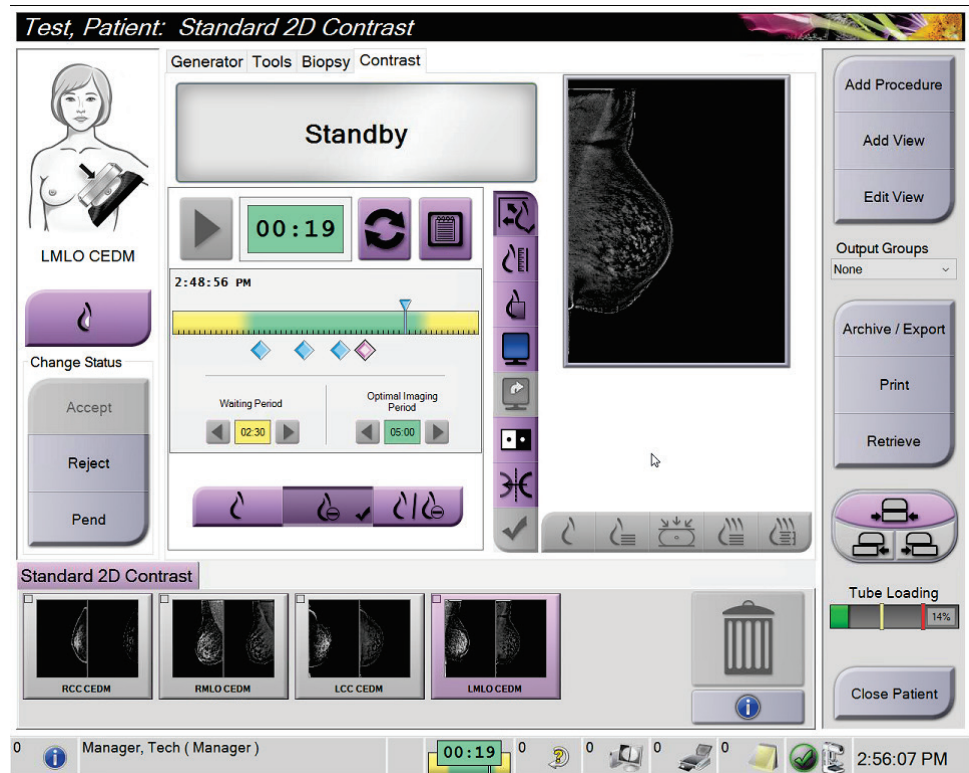 Test, Patient: Standard 2D Contrast
Generator Tools Biopsy Contrast
Standby
00:19
2:48:56 PM
Waiting Period
Optimal Imaging
Period
02:30
05:00
LMLO CEDM
Change Status
Accept
Reject
Pend
Add Procedure
Add View
Edit View
Output Groups
None
Archive / Export
Print
Retrieve
Tube Loading
14%
Close Patient
Standard 2D Contrast
RCC CEDM
RMLO CEDM
LCC CEDM
LMLO CEDM
0
Manager, Tech ( Manager )
00:19
0
0
0
0
2:56:07 PM